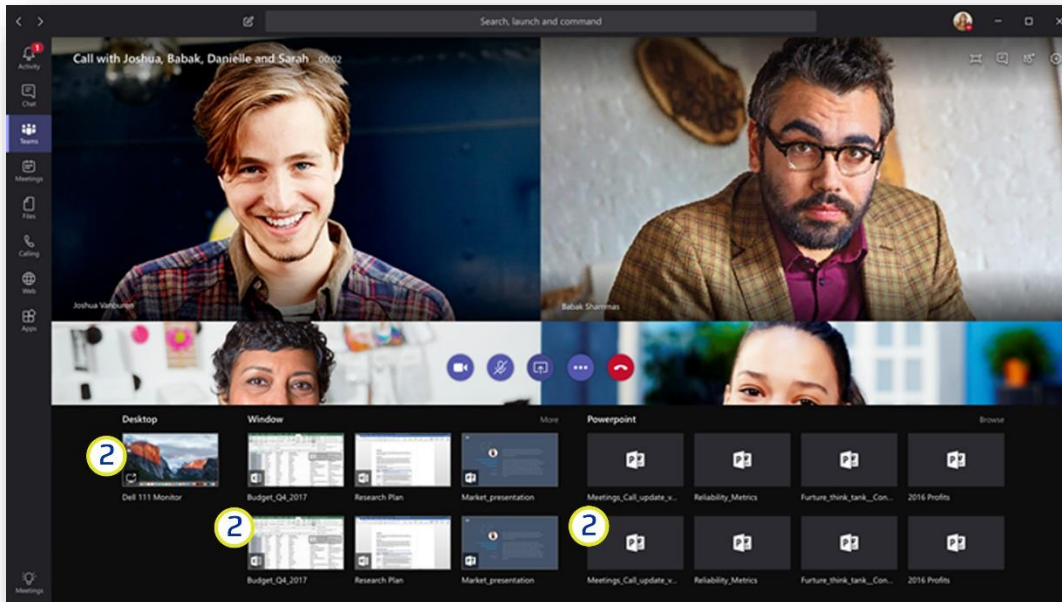 Search, launch and command
Call with Joshua, Babak, Danielle and Sarah 00:02
1
Activity
Chat
Teams
Meetings
Files
Calling
Web
Apps
Joshua Vanburen
Babak Shammas
Desktop
Window
More
Powerpoint
Browse
2
Dell 111 Monitor
Budget_Q4_2017
Research Plan
Market_presentation
Meetings_Call_update_v...
Reliability_Metrics
Furture_think_tank__Con...
2016 Profits
2
2
Budget_Q4_2017
Research Plan
Market_presentation
Meetings_Call_update_v...
Reliability_Metrics
Furture_think_tank__Con...
2016 Profits
Meetings